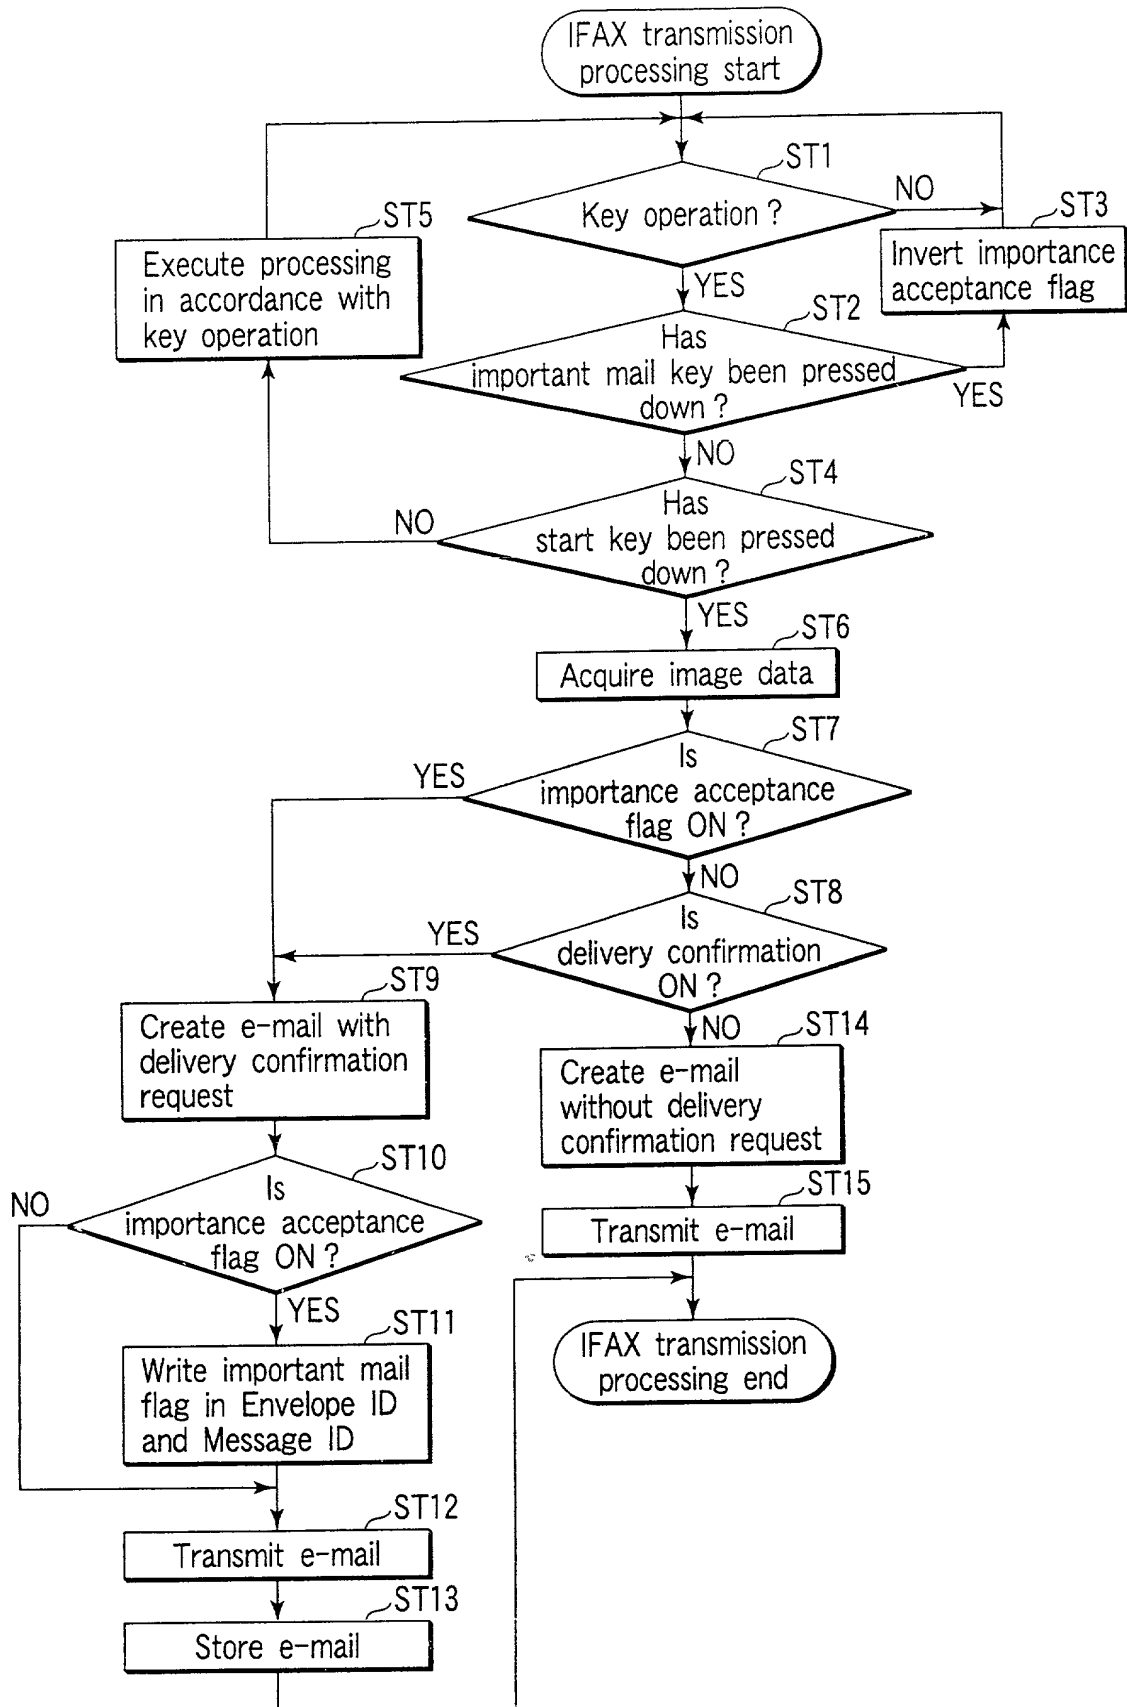 IFAX transmission
processing start
ST1
Key operation ?
NO
YES
ST3
Invert importance
acceptance flag
ST5
Execute processing
in accordance with
key operation
ST2
Has
important mail key been pressed
down ?
YES
NO
ST4
Has
start key been pressed
down ?
NO
YES
ST6
Acquire image data
ST7
Is
importance acceptance
flag ON ?
YES
NO
ST8
Is
delivery confirmation
ON ?
YES
NO
ST9
Create e-mail with
delivery confirmation
request
ST14
Create e-mail
without delivery
confirmation request
ST10
Is
importance acceptance
flag ON ?
NO
YES
ST15
Transmit e-mail
ST11
Write important mail
flag in Envelope ID
and Message ID
IFAX transmission
processing end
ST12
Transmit e-mail
ST13
Store e-mail